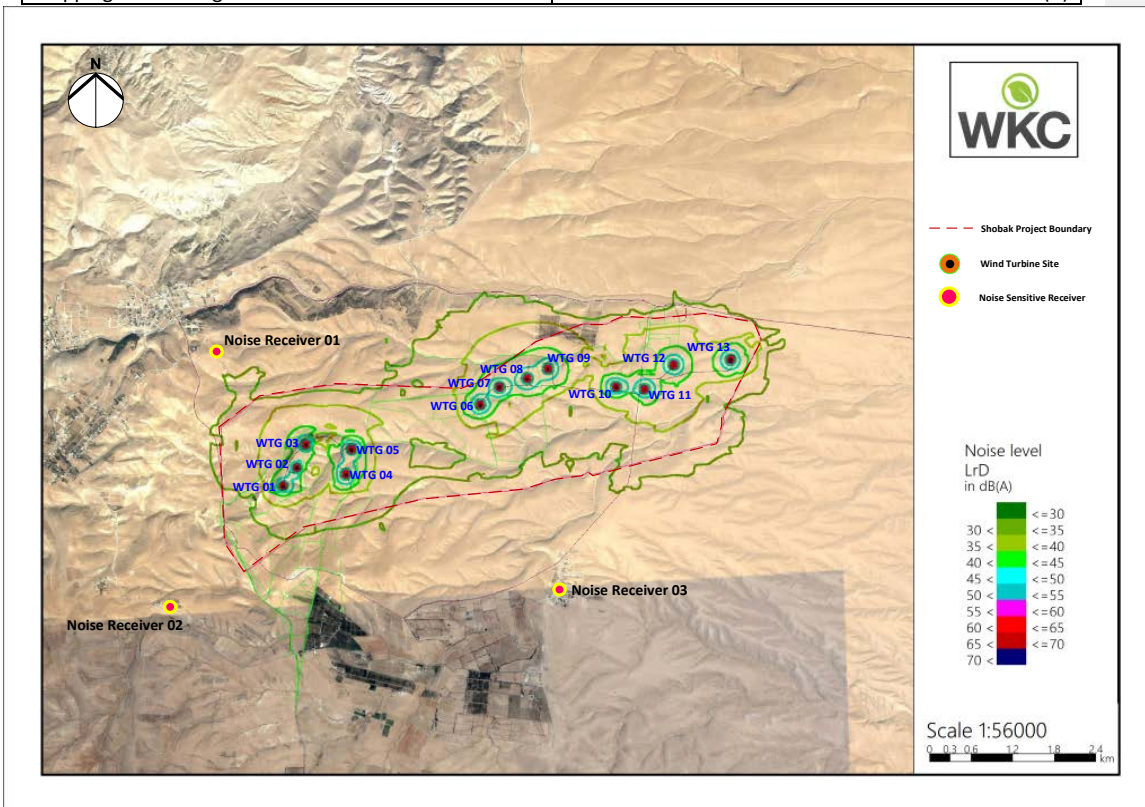 N
WKC
Shobak Project Boundary
Wind Turbine Site
Noise Sensitive Receiver
Noise Receiver 01
WTG 13
WTG 12
WTG 09
WTG 08
WTG 07
WTG 10
WTG 11
WTG 06
WTG 03
WTG 05
WTG 02
WTG 04
WTG 01
Noise Receiver 03
Noise Receiver 02
Noise level
LrD
in dB(A)
<=30
30 < <=35
35 < <=40
40 < <=45
45 < <=50
50 < <=55
55 < <=60
60 < <=65
65 < <=70
70 <
Scale 1:56000
0 0.3 0.6 1.2 1.8 2.4
km